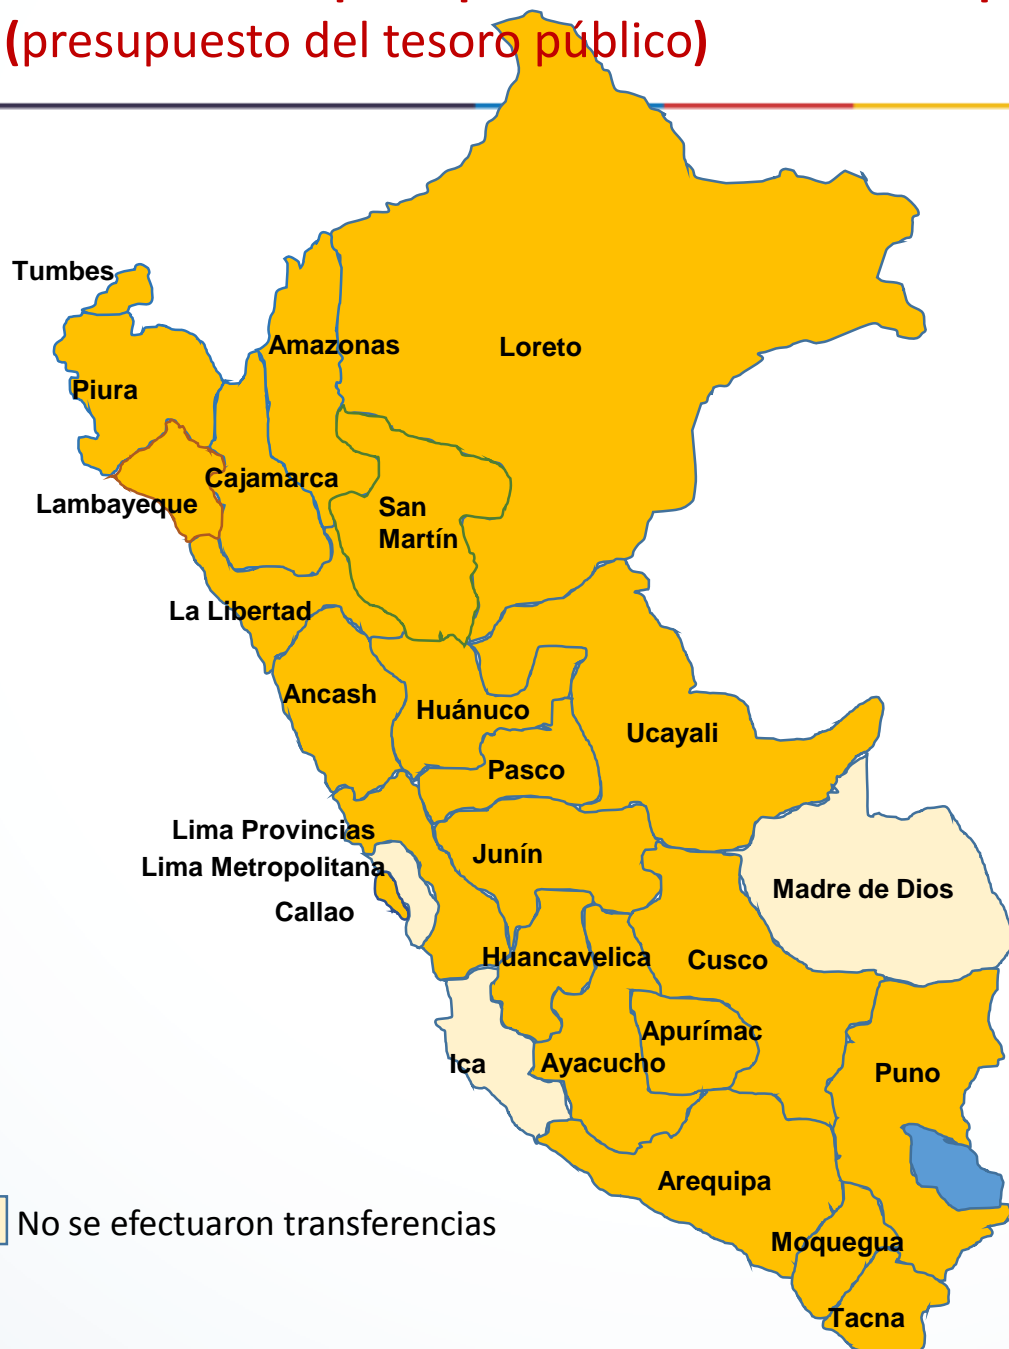 (presupuesto del tesoro público)
Tumbes
Amazonas
Loreto
Piura
Cajamarca
Lambayeque
San
Martín
La Libertad
Ancash
Huánuco
Ucayali
Pasco
Lima Provincias
Junín
Lima Metropolitana
Madre de Dios
Callao
Huancavelica
Cusco
Apurímac
Ica
Ayacucho
Puno
Arequipa
No se efectuaron transferencias
Moquegua
Tacna